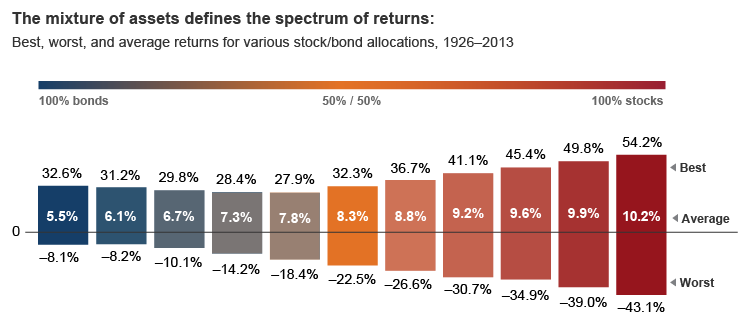 The mixture of assets defines the spectrum of returns:
Best, worst, and average returns for various stock/bond allocations, 1926–2013
100% bonds 50% / 50% 100% stocks
32.6% 31.2% 29.8% 28.4% 27.9% 32.3% 36.7% 41.1% 45.4% 49.8% 54.2%
Best
5.5% 6.1% 6.7% 7.3% 7.8% 8.3% 8.8% 9.2% 9.6% 9.9% 10.2% Average
0
–8.1% –8.2% –10.1% –14.2% –18.4% –22.5% –26.6% –30.7% –34.9% –39.0% –43.1%
Worst